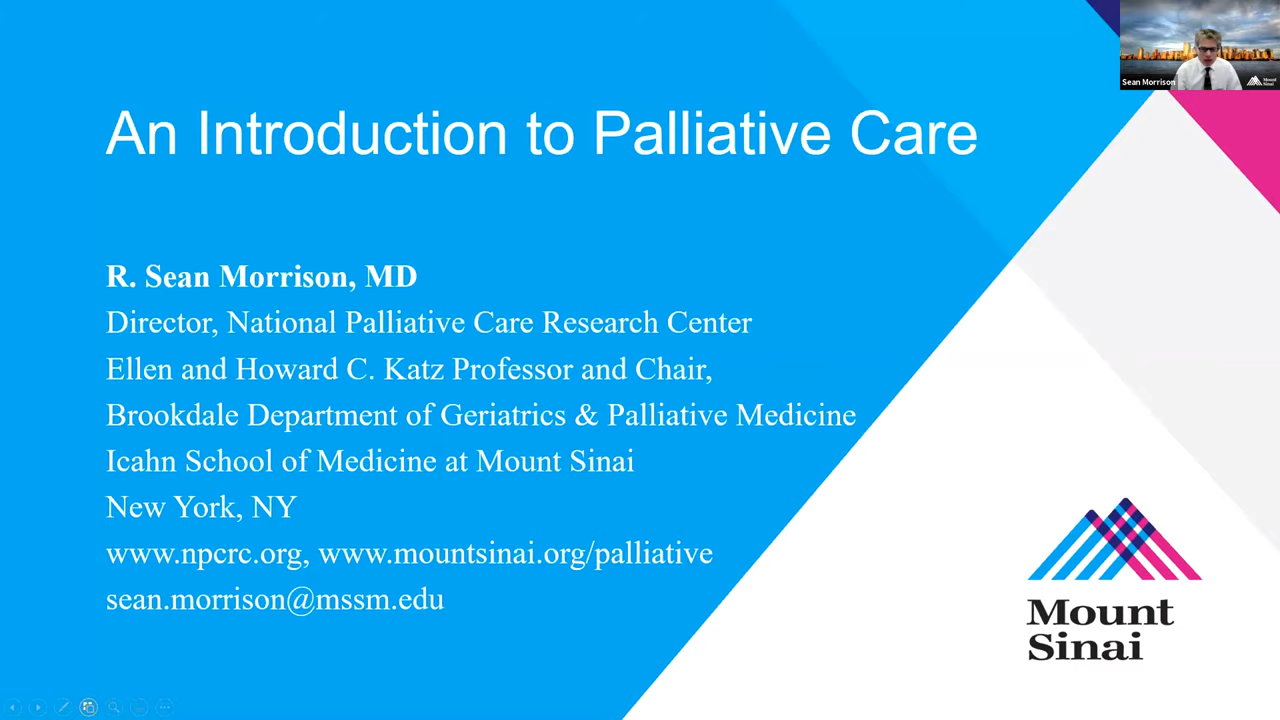 An Introduction to Palliative Care
R. Sean Morrison, MD
Director, National Palliative Care Research Center
Ellen and Howard C. Katz Professor and Chair,
Brookdale Department of Geriatrics & Palliative Medicine
Icahn School of Medicine at Mount Sinai
New York, NY
www.npcrc.org, www.mountsinai.org/palliative
sean.morrison@mssm.edu
Sean Morrison
Mount
Sinai
Mount
Sinai